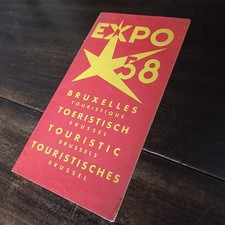 EXPO
58
BRUXELLES
TOURISTIQUE
TOERISTISCH
BRUSSEL
TOURISTIC
BRUSSELS
TOURISTISCHES
BRUSSEL